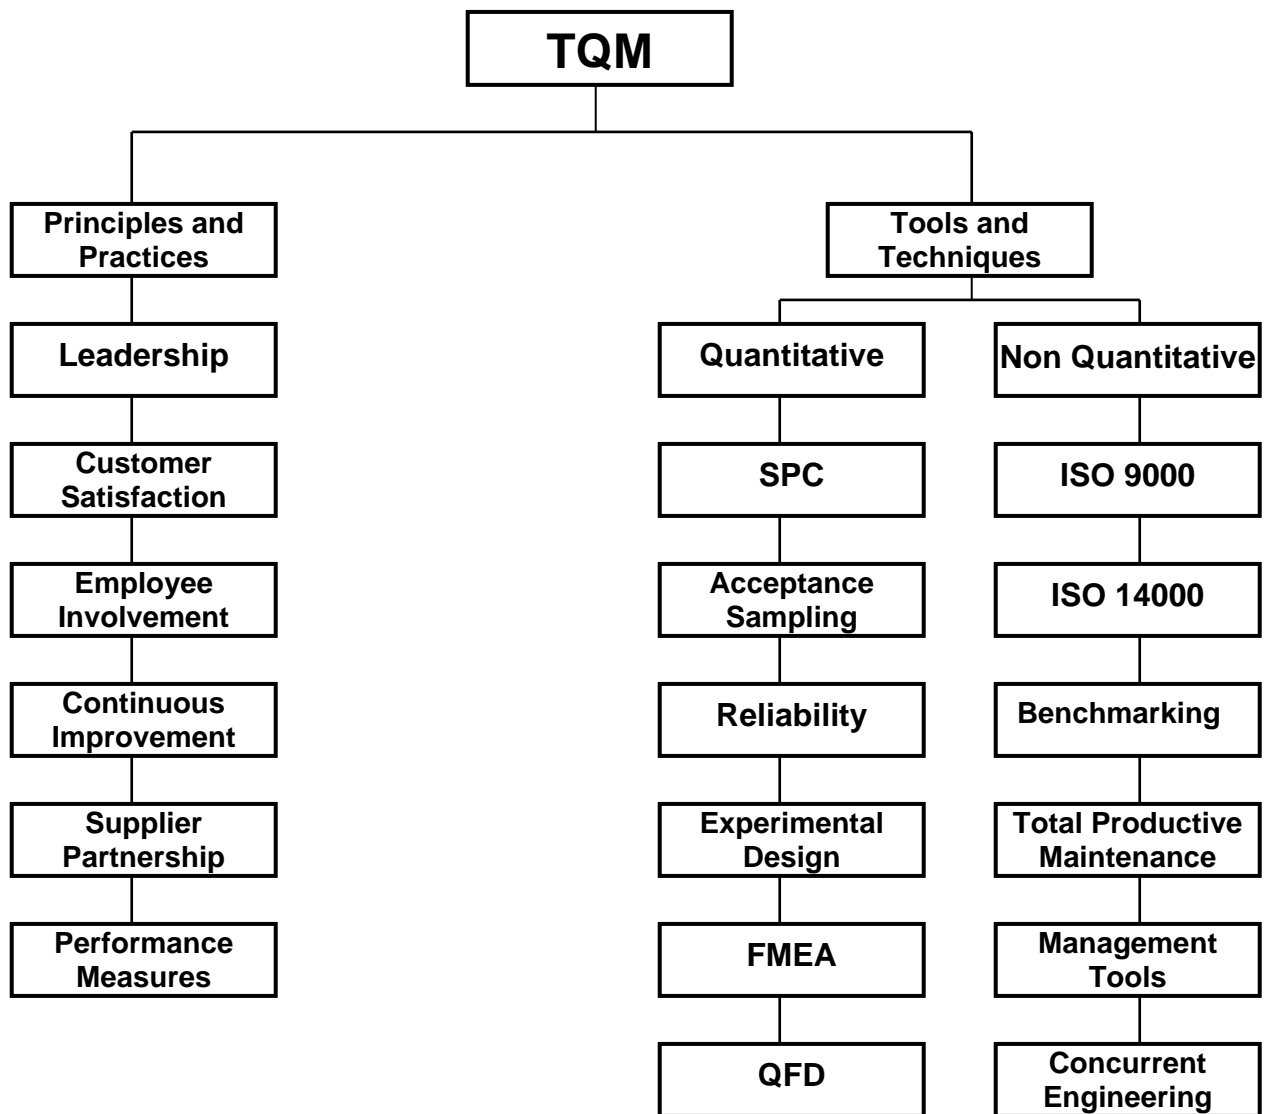 TQM
Principles and
Practices
Tools and
Techniques
Leadership
Quantitative
Non Quantitative
Customer
Satisfaction
SPC
ISO 9000
Employee
Involvement
Acceptance
Sampling
ISO 14000
Continuous
Improvement
Reliability
Benchmarking
Supplier
Partnership
Experimental
Design
Total Productive
Maintenance
Performance
Measures
FMEA
Management
Tools
QFD
Concurrent
Engineering